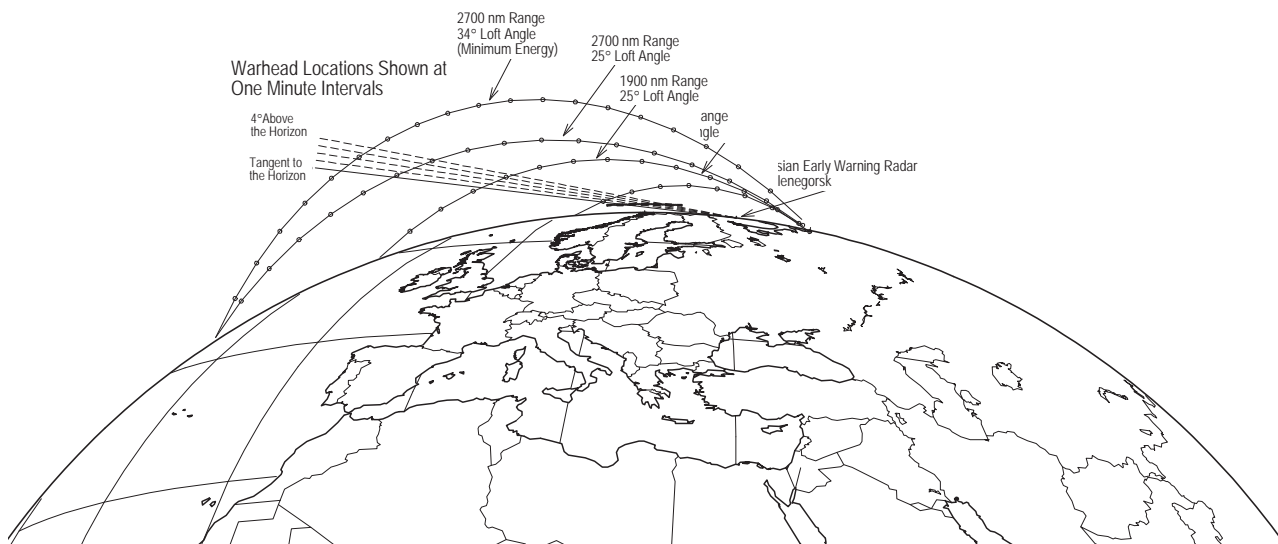 2700 nm Range
34° Loft Angle
(Minimum Energy)
2700 nm Range
25° Loft Angle
Warhead Locations Shown at
One Minute Intervals
1900 nm Range
25° Loft Angle
4°Above
the Horizon
ange
gle
Tangent to
the Horizon
sian Early Warning Radar
lenegorsk